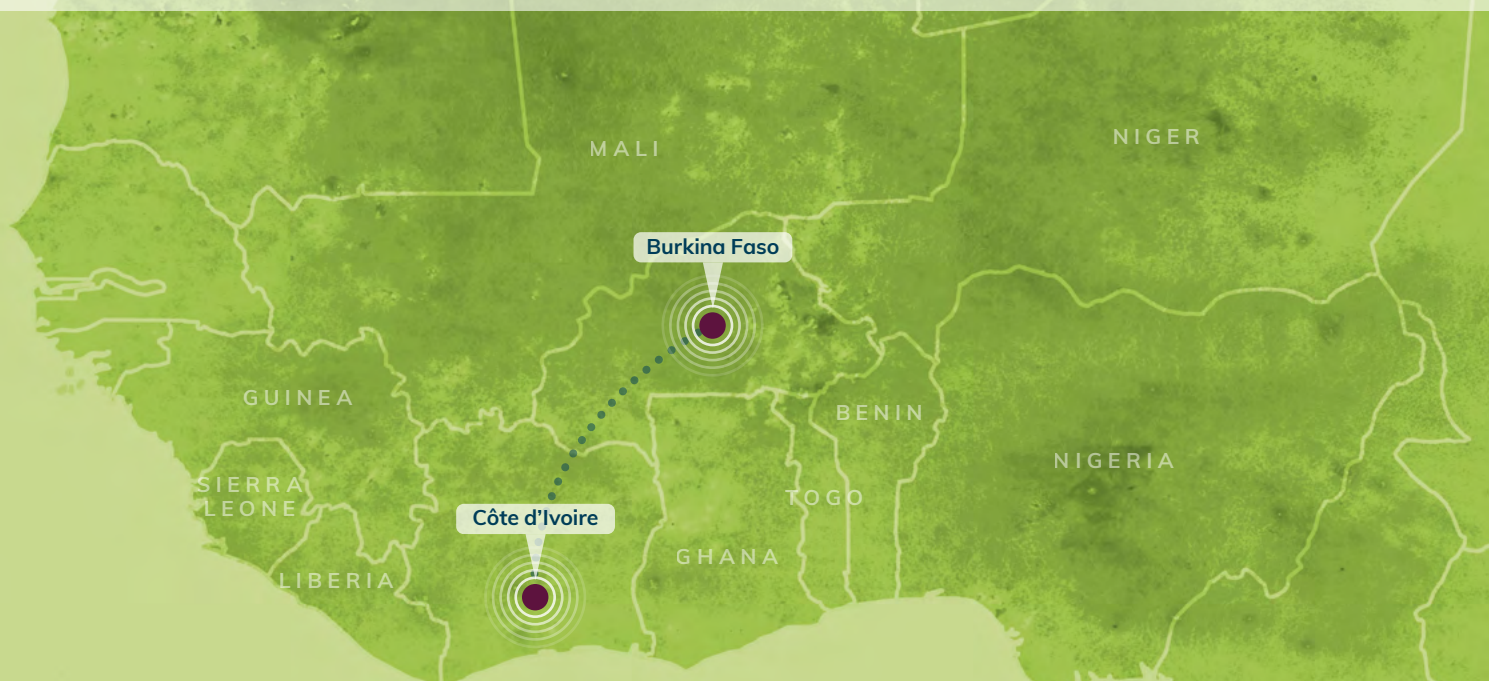 MALI
NIGER
Burkina Faso
GUINEA
BENIN
NIGERIA
SIERRA
LEONE
TOGO
Côte d’Ivoire
GHANA
LIBERIA